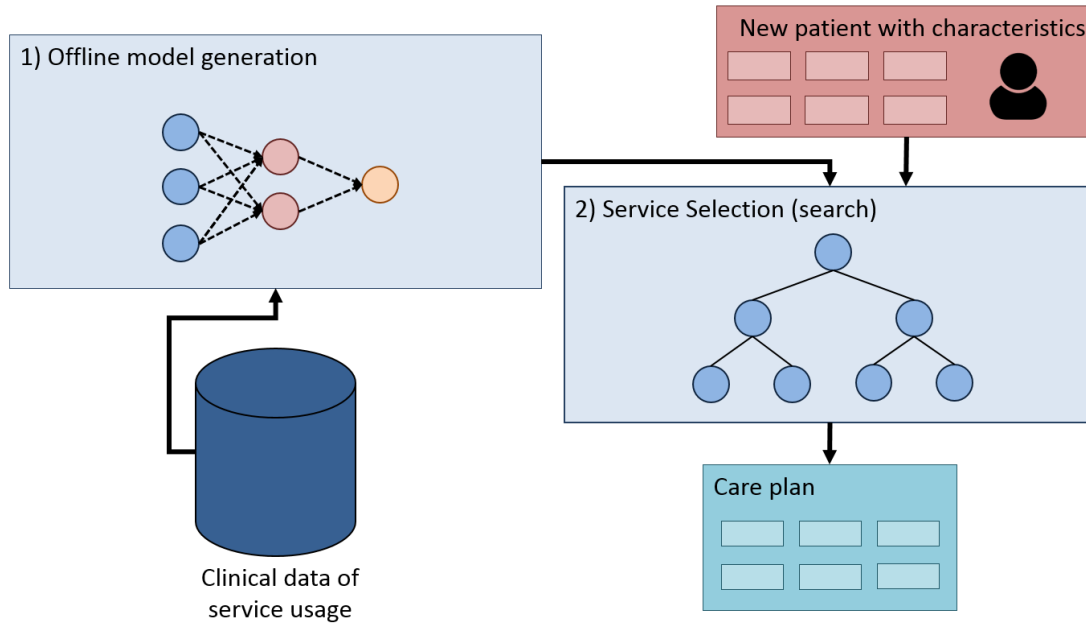 1) Offline model generation
New patient with characteristics
2) Service Selection (search)
Care plan
Clinical data of
service usage